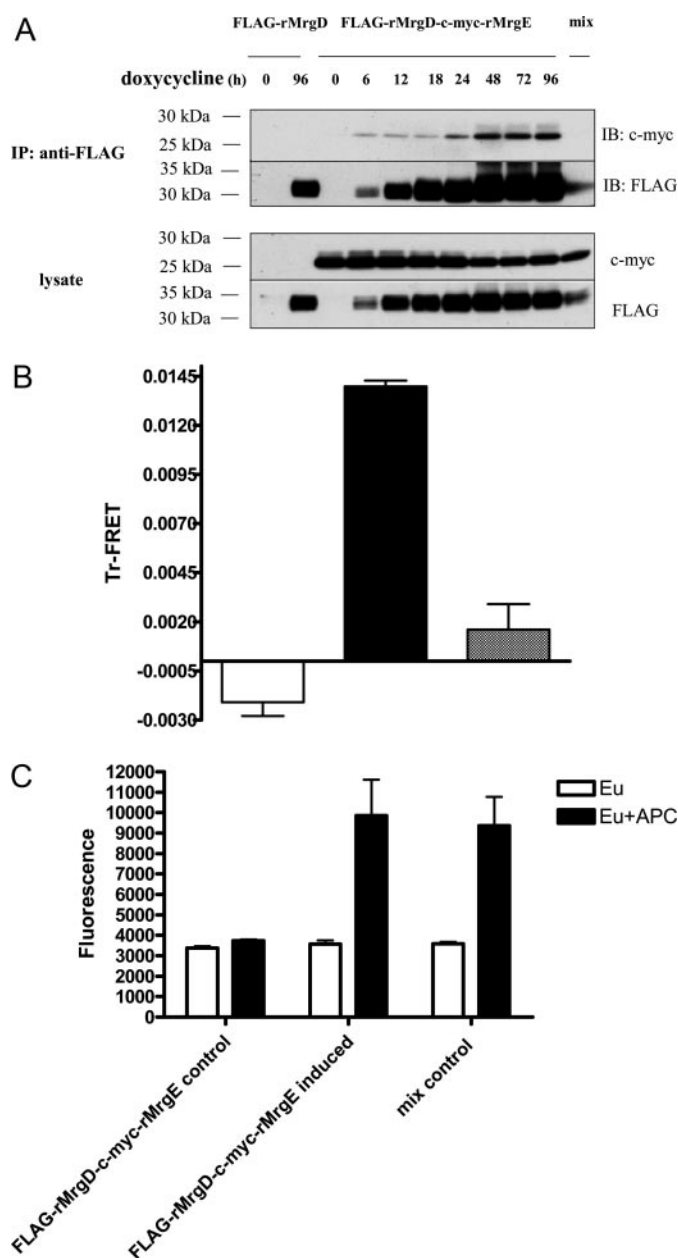 A
FLAG-rMrgD FLAG-rMrgD-c-myc-rMrgE mix
doxycycline (h) 0 96 0 6 12 18 24 48 72 96
IP: anti-FLAG
30 kDa
25 kDa
IB: c-myc
35 kDa
30 kDa
IB: FLAG
lysate
30 kDa
25 kDa
c-myc
35 kDa
30 kDa
FLAG
B
Tr-FRET
0.0145
0.0120
0.0095
0.0070
0.0045
0.0020
-0.0005
-0.0030
C
Fluorescence
12000
11000
10000
9000
8000
7000
6000
5000
4000
3000
2000
1000
0
Eu
Eu+APC
FLAG-rMrgD-c-myc-rMrgE control
FLAG-rMrgD-c-myc-rMrgE induced
mix control